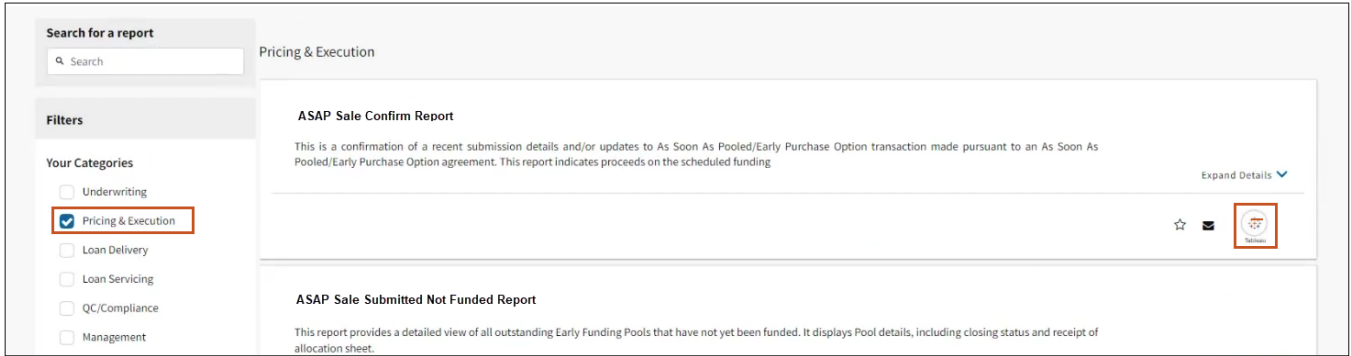 Search for a report
Search
Filters
Your Categories
Underwriting
Pricing & Execution
Loan Delivery
Loan Servicing
QC/Compliance
Management
Pricing & Execution
ASAP Sale Confirm Report
This is a confirmation of a recent submission details and/or updates to As Soon As Pooled/Early Purchase Option transaction made pursuant to an As Soon As
Pooled/Early Purchase Option agreement. This report indicates proceeds on the scheduled funding
Expand Details
Tableau
ASAP Sale Submitted Not Funded Report
This report provides a detailed view of all outstanding Early Funding Pools that have not yet been funded. It displays Pool details, including closing status and receipt of
allocation sheet.